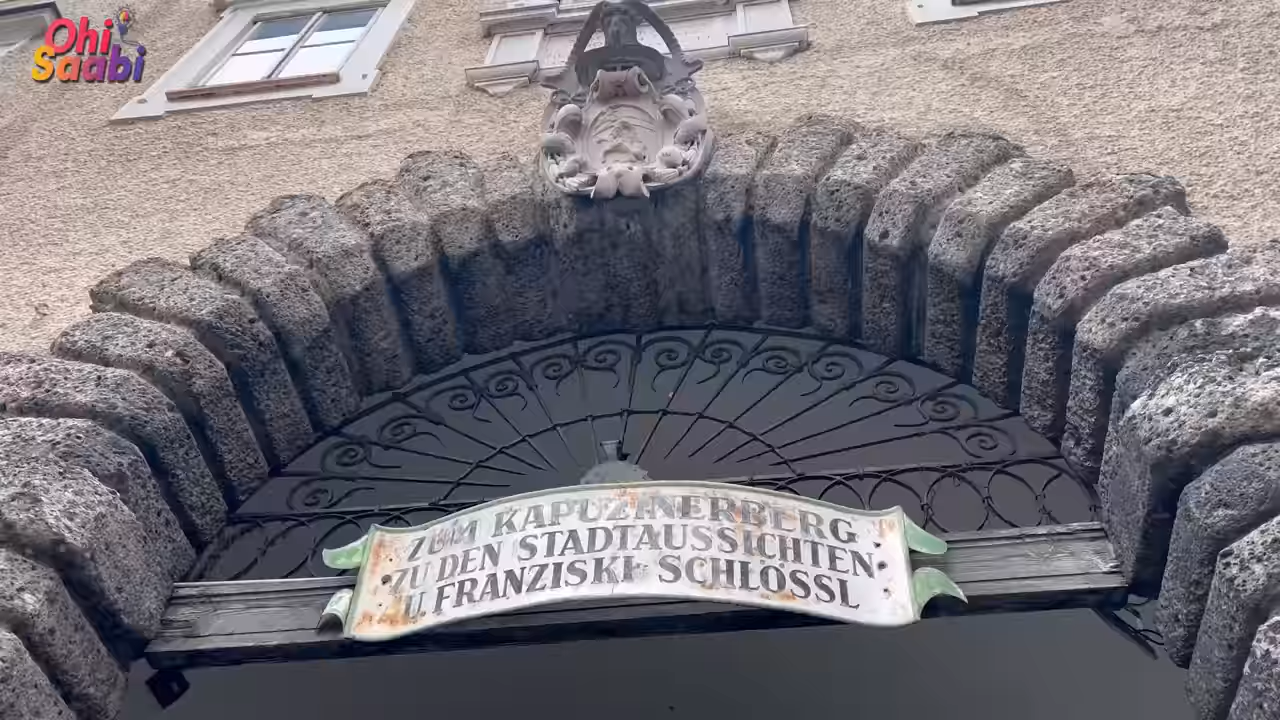 Ohi
Saabi
ZUM KAPUZINERBERG
ZU DEN STADTAUSSICHTEN
U. FRANZISKI-SCHLÖSSL